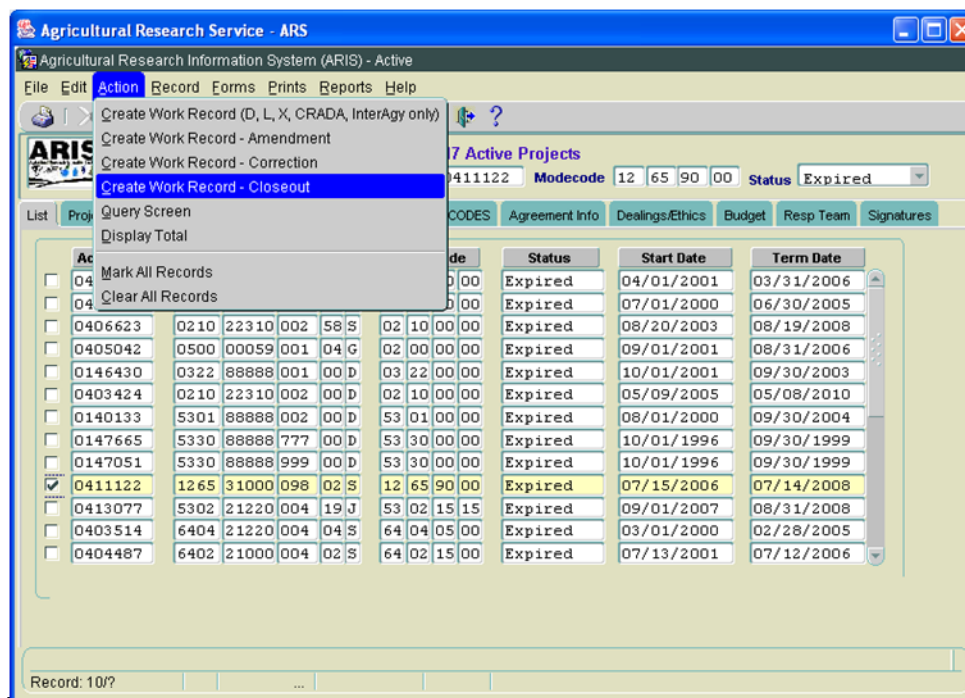 Agricultural Research Service - ARS
Agricultural Research Information System (ARIS) - Active
File Edit Action Record Forms Prints Reports Help
Create Work Record (D, L, X, CRADA, InterAgy only)
Create Work Record - Amendment
Create Work Record - Correction
Create Work Record - Closeout
Query Screen
Display Total
Mark All Records
Clear All Records
ARIS
Active Projects
0411122 Modecode 12 65 90 00 Status Expired
List CODES Agreement Info Dealings/Ethics Budget Resp Team Signatures
Status Start Date Term Date
Expired 04/01/2001 03/31/2006
Expired 07/01/2000 06/30/2005
0406623 0210 22310 002 58 S 02 10 00 00 Expired 08/20/2003 08/19/2008
0405042 0500 00059 001 04 G 02 00 00 00 Expired 09/01/2001 08/31/2006
0146430 0322 88888 001 00 D 03 22 00 00 Expired 10/01/2001 09/30/2003
0403424 0210 22310 002 00 D 02 10 00 00 Expired 05/09/2005 05/08/2010
0140133 5301 88888 002 00 D 53 01 00 00 Expired 08/01/2000 09/30/2004
0147665 5330 88888 777 00 D 53 30 00 00 Expired 10/01/1996 09/30/1999
0147051 5330 88888 999 00 D 53 30 00 00 Expired 10/01/1996 09/30/1999
0411122 1265 31000 098 02 S 12 65 90 00 Expired 07/15/2006 07/14/2008
0413077 5302 21220 004 19 J 53 02 15 15 Expired 09/01/2007 08/31/2008
0403514 6404 21220 004 04 S 64 04 05 00 Expired 03/01/2000 02/28/2005
0404487 6402 21000 004 02 S 64 02 15 00 Expired 07/13/2001 07/12/2006
Record: 10/? ...